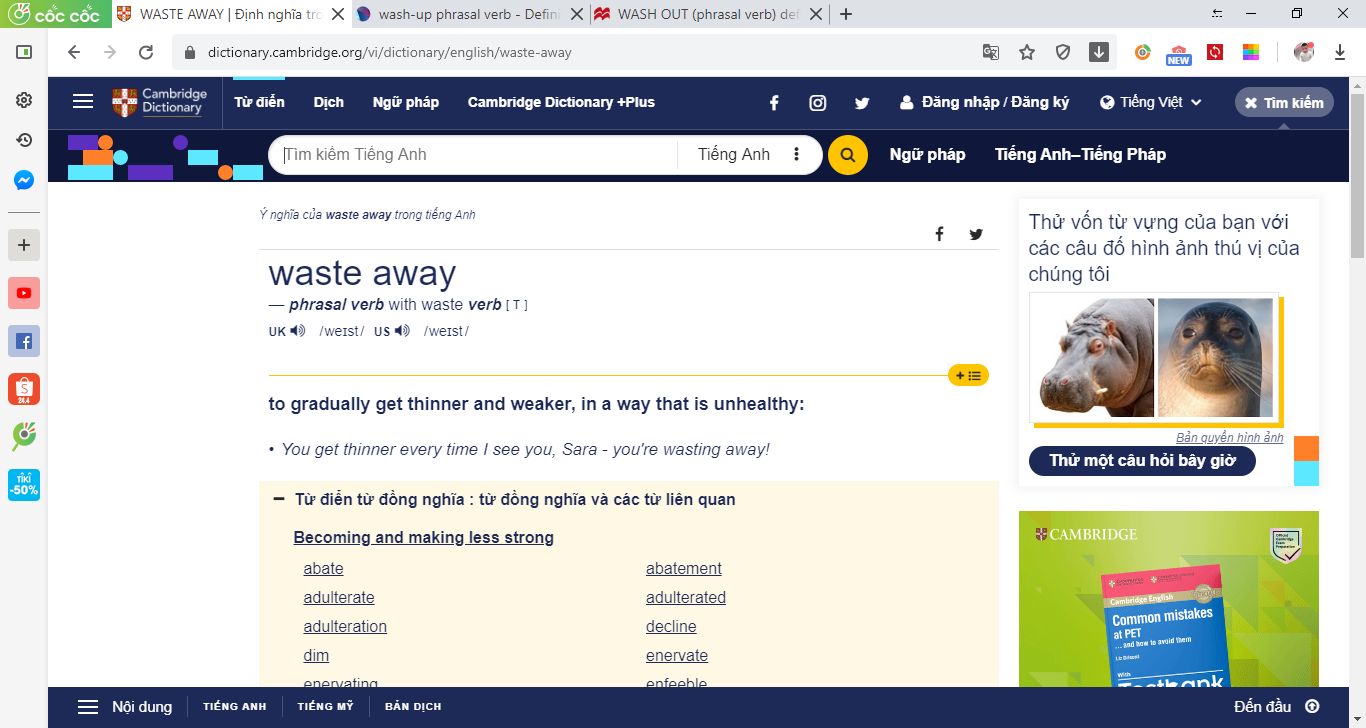 cốc cốc
WASTE AWAY | Định nghĩa trc
wash-up phrasal verb - Defini
WASH OUT (phrasal verb) def
dictionary.cambridge.org/vi/dictionary/english/waste-away
NEW
Cambridge
Dictionary
Từ điển
Dịch
Ngữ pháp
Cambridge Dictionary +Plus
Đăng nhập / Đăng ký
Tiếng Việt
Tìm kiếm
Tìm kiếm Tiếng Anh
Tiếng Anh
Ngữ pháp
Tiếng Anh–Tiếng Pháp
Ý nghĩa của waste away trong tiếng Anh
waste away
— phrasal verb with waste verb [ T ]
UK /weɪst/ US /weɪst/
to gradually get thinner and weaker, in a way that is unhealthy:
• You get thinner every time I see you, Sara - you're wasting away!
Từ điển từ đồng nghĩa : từ đồng nghĩa và các từ liên quan
Becoming and making less strong
abate
abatement
adulterate
adulterated
adulteration
decline
dim
enervate
enervating
enfeeble
Thử vốn từ vựng của bạn với
các câu đố hình ảnh thú vị của
chúng tôi
Bản quyền hình ảnh
Thử một câu hỏi bây giờ
CAMBRIDGE
Cambridge English
Common mistakes
at PET
... and how to avoid them
Liz Driscoll
With
Testbank
24.4
TIKI
-50%
Nội dung
TIẾNG ANH
TIẾNG MỸ
BẢN DỊCH
Đến đầu